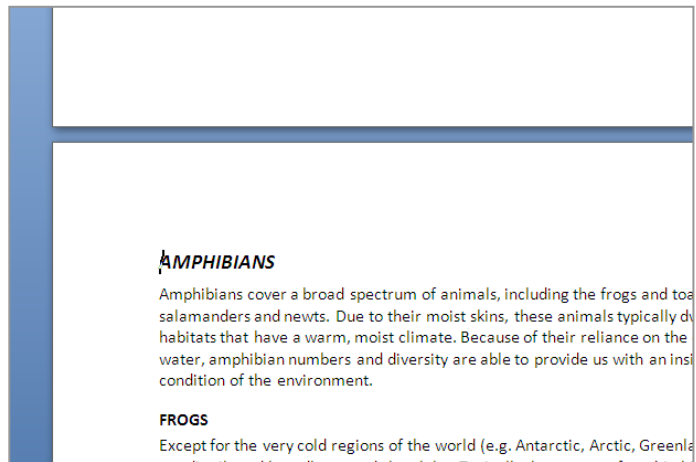 AMPHIBIANS
Amphibians cover a broad spectrum of animals, including the frogs and toa
salamanders and newts. Due to their moist skins, these animals typically dw
habitats that have a warm, moist climate. Because of their reliance on the
water, amphibian numbers and diversity are able to provide us with an insi
condition of the environment.
FROGS
Except for the very cold regions of the world (e.g. Antarctic, Arctic, Greenla